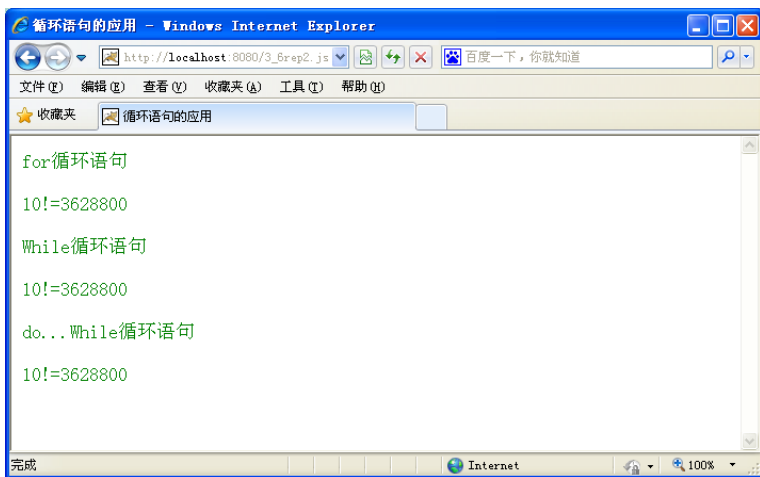 循环语句的应用 - Windows Internet Explorer
http://localhost:8080/3_6rep2.js
百度一下，你就知道
文件(F) 编辑(E) 查看(V) 收藏夹(A) 工具(T) 帮助(H)
收藏夹 循环语句的应用
for循环语句
10!=3628800
While循环语句
10!=3628800
do...While循环语句
10!=3628800
完成 Internet 100%